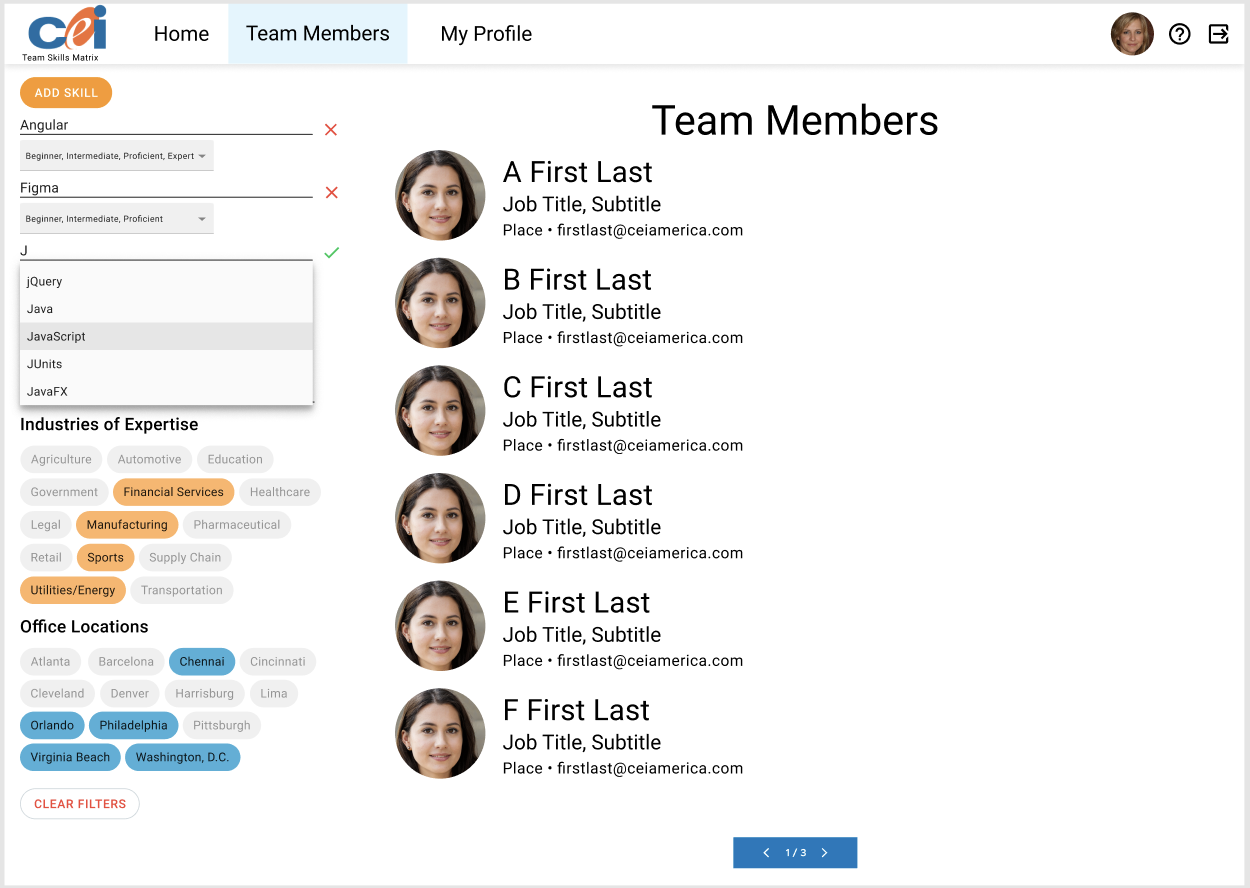 cei
Team Skills Matrix
Home
Team Members
My Profile
ADD SKILL
Angular
Beginner, Intermediate, Proficient, Expert
Figma
Beginner, Intermediate, Proficient
J
jQuery
Java
JavaScript
JUnits
JavaFX
Industries of Expertise
Agriculture Automotive Education
Government Financial Services Healthcare
Legal Manufacturing Pharmaceutical
Retail Sports Supply Chain
Utilities/Energy Transportation
Office Locations
Atlanta Barcelona Chennai Cincinnati
Cleveland Denver Harrisburg Lima
Orlando Philadelphia Pittsburgh
Virginia Beach Washington, D.C.
CLEAR FILTERS
Team Members
A First Last
Job Title, Subtitle
Place • firstlast@ceiamerica.com
B First Last
Job Title, Subtitle
Place • firstlast@ceiamerica.com
C First Last
Job Title, Subtitle
Place • firstlast@ceiamerica.com
D First Last
Job Title, Subtitle
Place • firstlast@ceiamerica.com
E First Last
Job Title, Subtitle
Place • firstlast@ceiamerica.com
F First Last
Job Title, Subtitle
Place • firstlast@ceiamerica.com
1 / 3